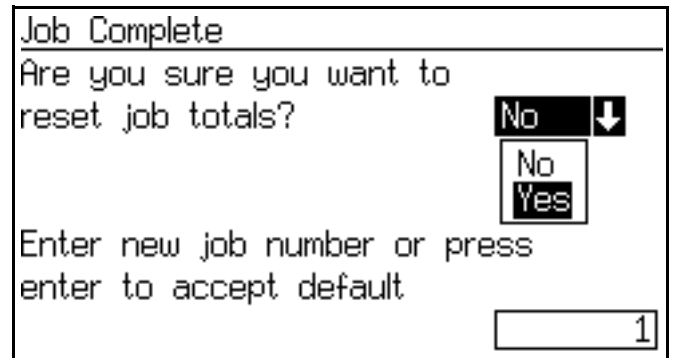 Job Complete
Are you sure you want to
reset job totals? No
No
Yes
Enter new job number or press
enter to accept default
1